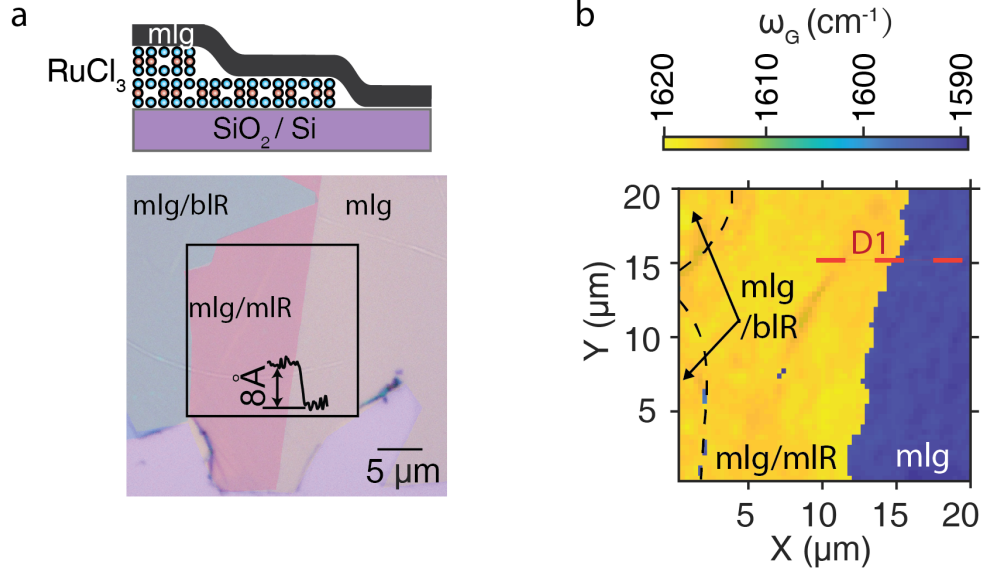 a
mlg
RuCl₃
SiO₂ / Si
mlg/blR
mlg
mlg/mlR
8Å
5 µm
b
ω_G (cm⁻¹)
1620
1610
1600
1590
20
15
10
5
Y (µm)
D1
mlg
/blR
mlg/mlR
mlg
5
10
15
20
X (µm)